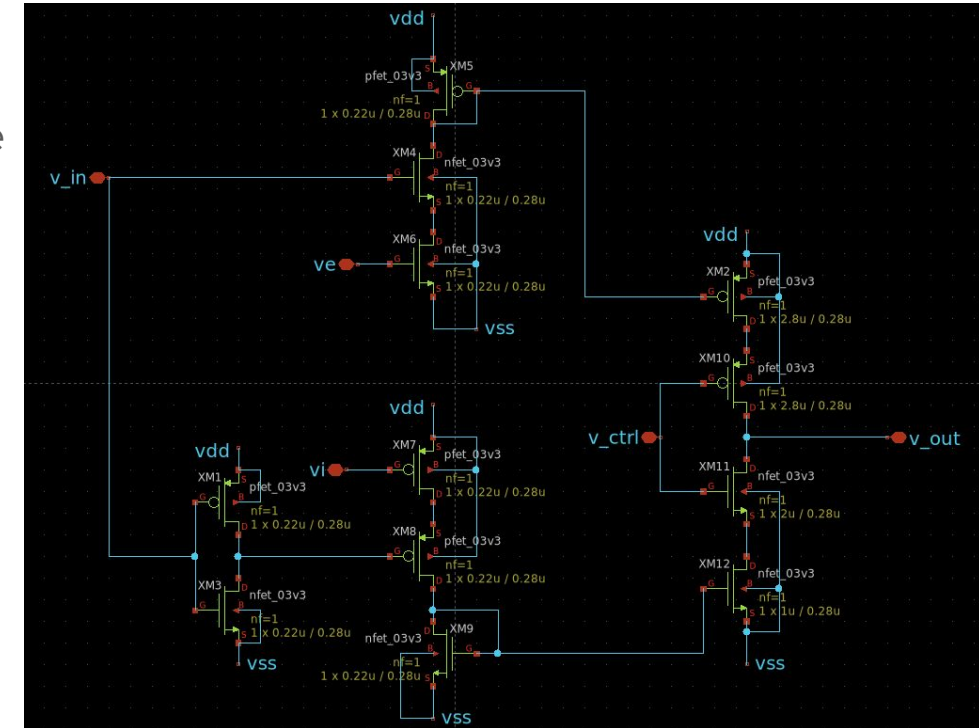 e
vdd
S
XM5
pfet_03v3
B
G
nf=1
1 x 0.22u / 0.28u
D
XM4
D
nfet_03v3
v_in
G
B
nf=1
S
1 x 0.22u / 0.28u
XM6
D
nfet_03v3
ve
G
B
nf=1
S
1 x 0.22u / 0.28u
vss
vdd
XM2
S
pfet_03v3
G
B
nf=1
D
1 x 2.8u / 0.28u
XM10
S
pfet_03v3
G
B
nf=1
D
1 x 2.8u / 0.28u
v_ctrl
v_out
XM11
D
nfet_03v3
G
B
nf=1
S
1 x 2u / 0.28u
XM12
D
nfet_03v3
G
B
nf=1
S
1 x 1u / 0.28u
vss
vdd
XM7
S
pfet_03v3
vi
G
B
nf=1
D
1 x 0.22u / 0.28u
XM8
S
pfet_03v3
G
B
nf=1
D
1 x 0.22u / 0.28u
vdd
XM1
S
pfet_03v3
G
B
nf=1
D
1 x 0.22u / 0.28u
XM3
D
nfet_03v3
G
B
nf=1
S
1 x 0.22u / 0.28u
vss
D
XM9
nfet_03v3
B
G
nf=1
1 x 0.22u / 0.28u
S
vss